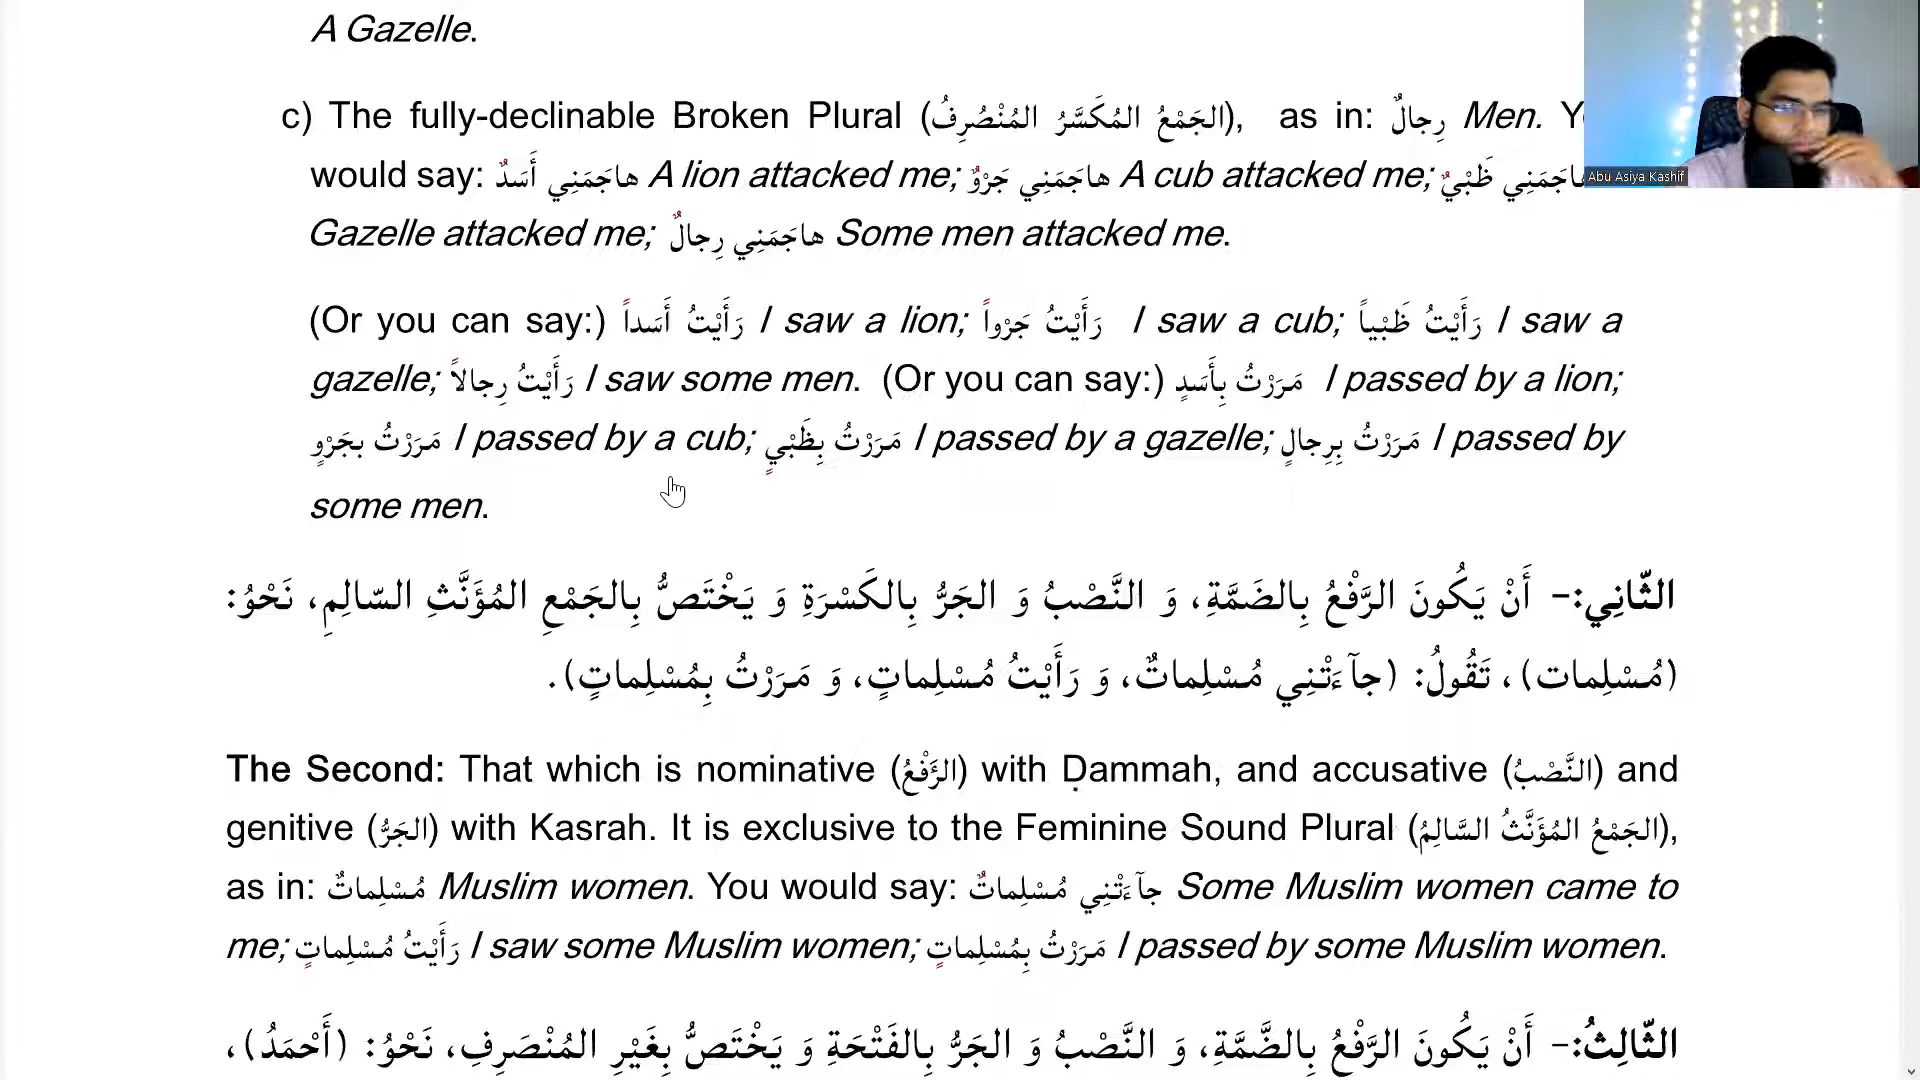 A Gazelle.
c) The fully-declinable Broken Plural (الجَمْعُ المُكَسَّرُ المُنْصُرِفُ), as in: رِجالٌ Men.
would say: هاجَمَنِي أَسَدٌ A lion attacked me; هاجَمَنِي جَرْوٌ A cub attacked me; هاجَمَنِي ظَبْيٌ
Gazelle attacked me; هاجَمَنِي رِجالٌ Some men attacked me.
(Or you can say:) رَأَيْتُ أَسَداً I saw a lion; رَأَيْتُ جَرْواً I saw a cub; رَأَيْتُ ظَبْياً I saw a
gazelle; رَأَيْتُ رِجالاً I saw some men. (Or you can say:) مَرَرْتُ بِأَسَدٍ I passed by a lion;
مَرَرْتُ بجَرْوٍ I passed by a cub; مَرَرْتُ بِظَبْيٍ I passed by a gazelle; مَرَرْتُ بِرِجالٍ I passed by
some men.
الثّانِي:- أَنْ يَكُونَ الرَّفْعُ بِالضَمَّةِ، وَ النَّصْبُ وَ الجَرُّ بِالكَسْرَةِ وَ يَخْتَصُّ بِالجَمْعِ المُؤَنَّثِ السّالِمِ، نَحْوُ:
(مُسْلِمات)، تَقُولُ: (جآءَتْنِي مُسْلِماتٌ، وَ رَأَيْتُ مُسْلِماتٍ، وَ مَرَرْتُ بِمُسْلِماتٍ).
The Second: That which is nominative (الرَّفْعُ) with Ḍammah, and accusative (النَّصْبُ) and
genitive (الجَرُّ) with Kasrah. It is exclusive to the Feminine Sound Plural (الجَمْعُ المُؤَنَّثُ السَّالِمُ),
as in: مُسْلِماتٌ Muslim women. You would say: جآءَتْنِي مُسْلِماتٌ Some Muslim women came to
me; رَأَيْتُ مُسْلِماتٍ I saw some Muslim women; مَرَرْتُ بِمُسْلِماتٍ I passed by some Muslim women.
الثّالِثُ:- أَنْ يَكُونَ الرَّفْعُ بِالضَّمَّةِ، وَ النَّصْبُ وَ الجَرُّ بِالفَتْحَةِ وَ يَخْتَصُّ بِغَيْرِ المُنْصَرِفِ، نَحْوُ: (أَحْمَدُ)،
Abu Asiya Kashif